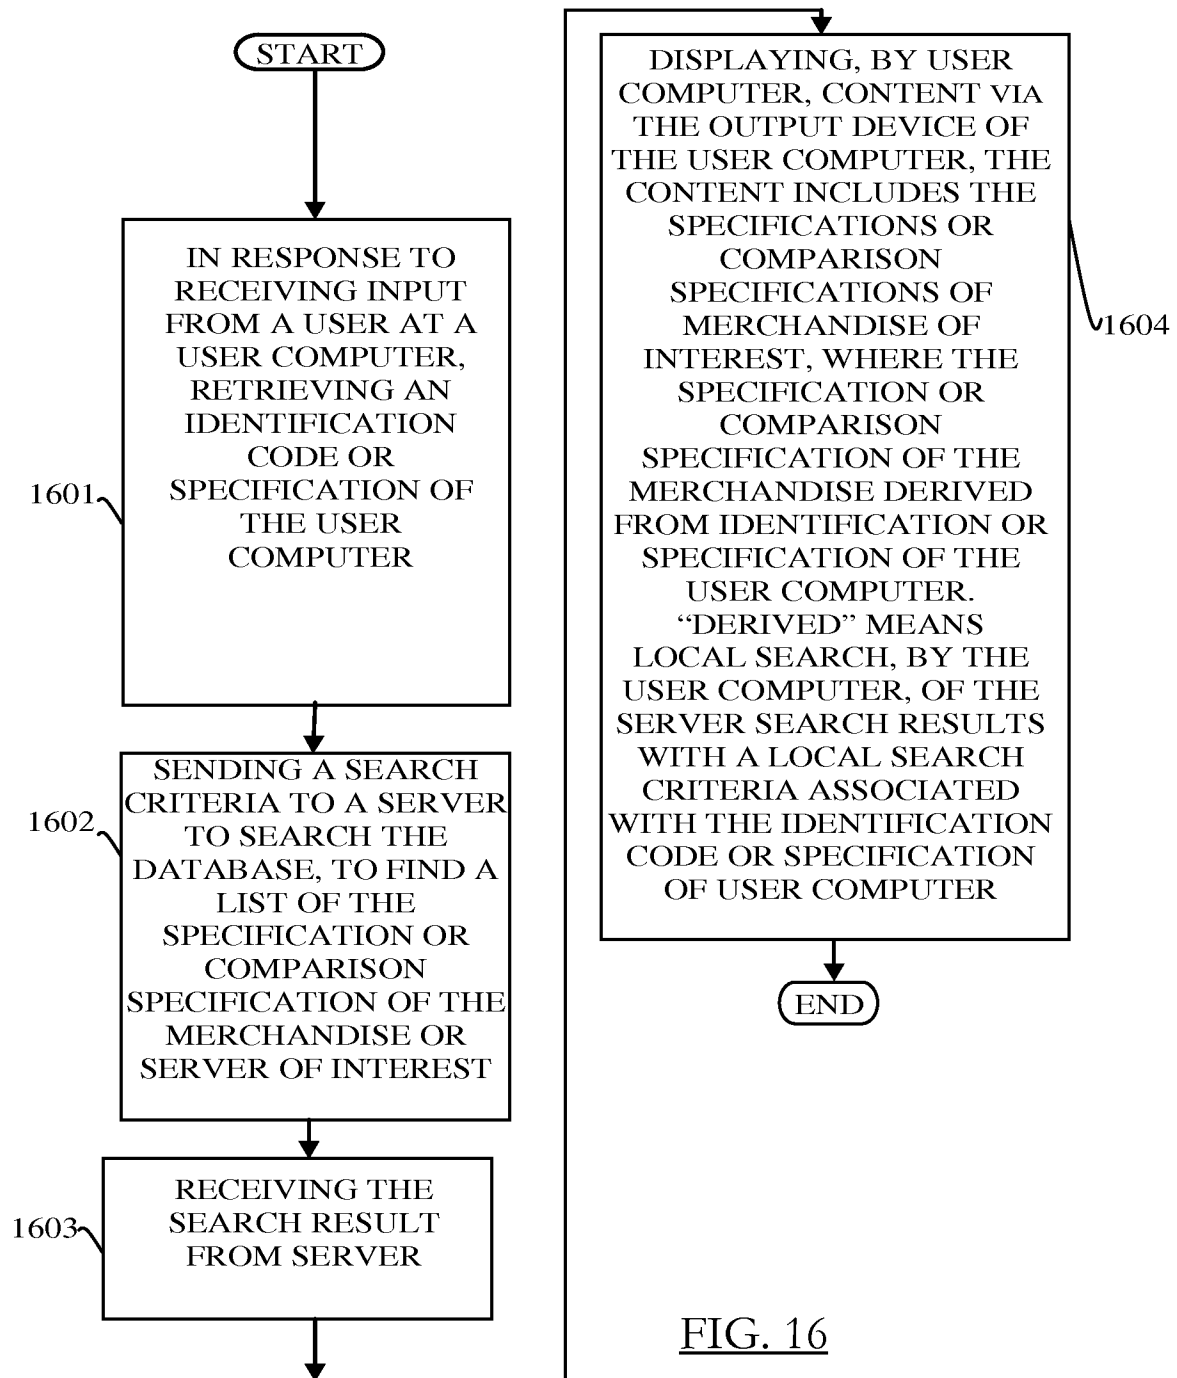 START
IN RESPONSE TO
RECEIVING INPUT
FROM A USER AT A
USER COMPUTER,
RETRIEVING AN
IDENTIFICATION
CODE OR
SPECIFICATION OF
THE USER
COMPUTER
1601
SENDING A SEARCH
CRITERIA TO A SERVER
TO SEARCH THE
DATABASE, TO FIND A
LIST OF THE
SPECIFICATION OR
COMPARISON
SPECIFICATION OF THE
MERCHANDISE OR
SERVER OF INTEREST
1602
RECEIVING THE
SEARCH RESULT
FROM SERVER
1603
DISPLAYING, BY USER
COMPUTER, CONTENT VIA
THE OUTPUT DEVICE OF
THE USER COMPUTER, THE
CONTENT INCLUDES THE
SPECIFICATIONS OR
COMPARISON
SPECIFICATIONS OF
MERCHANDISE OF
INTEREST, WHERE THE
SPECIFICATION OR
COMPARISON
SPECIFICATION OF THE
MERCHANDISE DERIVED
FROM IDENTIFICATION OR
SPECIFICATION OF THE
USER COMPUTER.
“DERIVED” MEANS
LOCAL SEARCH, BY THE
USER COMPUTER, OF THE
SERVER SEARCH RESULTS
WITH A LOCAL SEARCH
CRITERIA ASSOCIATED
WITH THE IDENTIFICATION
CODE OR SPECIFICATION
OF USER COMPUTER
1604
END
FIG. 16